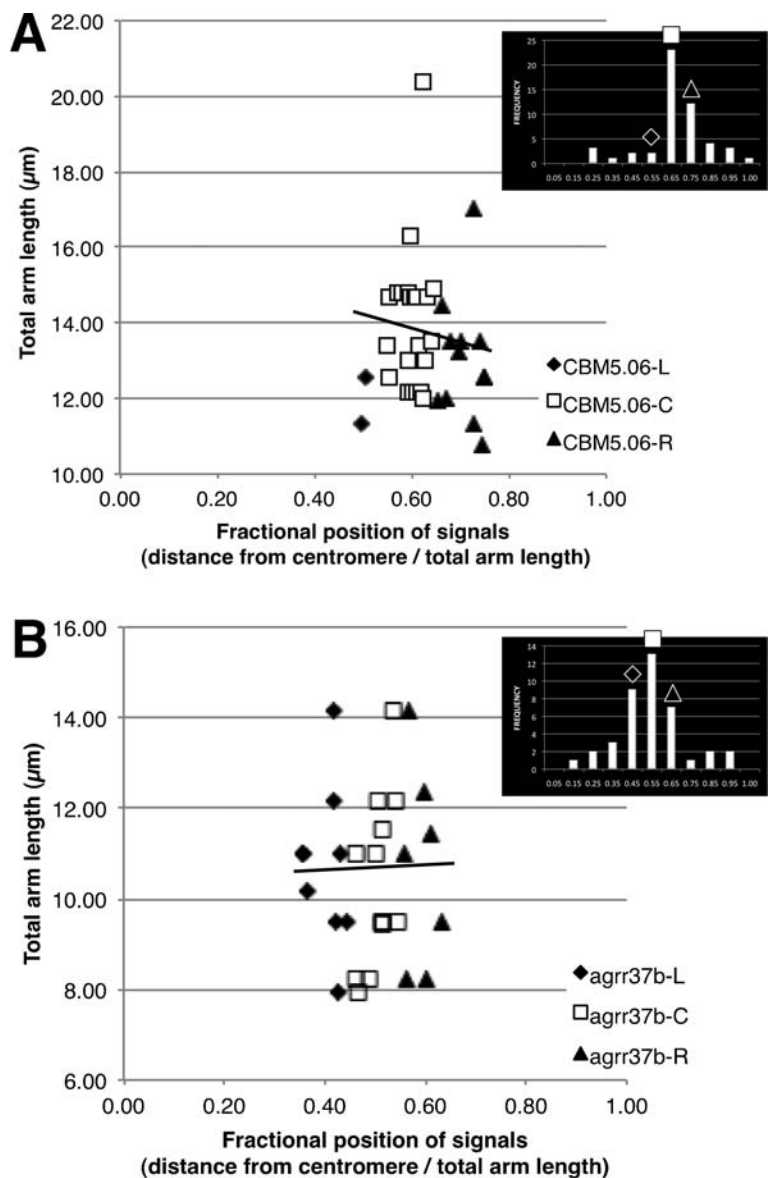 A
22.00
20.00
18.00
16.00
14.00
12.00
10.00
Total arm length (µm)
0.00 0.20 0.40 0.60 0.80 1.00
Fractional position of signals
(distance from centromere / total arm length)
CBM5.06-L
CBM5.06-C
CBM5.06-R
25
20
15
10
5
0
FREQUENCY
0.05 0.15 0.25 0.35 0.45 0.55 0.65 0.75 0.85 0.95 1.00
B
16.00
14.00
12.00
10.00
8.00
6.00
Total arm length (µm)
0.00 0.20 0.40 0.60 0.80 1.00
Fractional position of signals
(distance from centromere / total arm length)
agrr37b-L
agrr37b-C
agrr37b-R
14
12
10
8
6
4
2
0
FREQUENCY
0.05 0.15 0.25 0.35 0.45 0.55 0.65 0.75 0.85 0.95 1.00